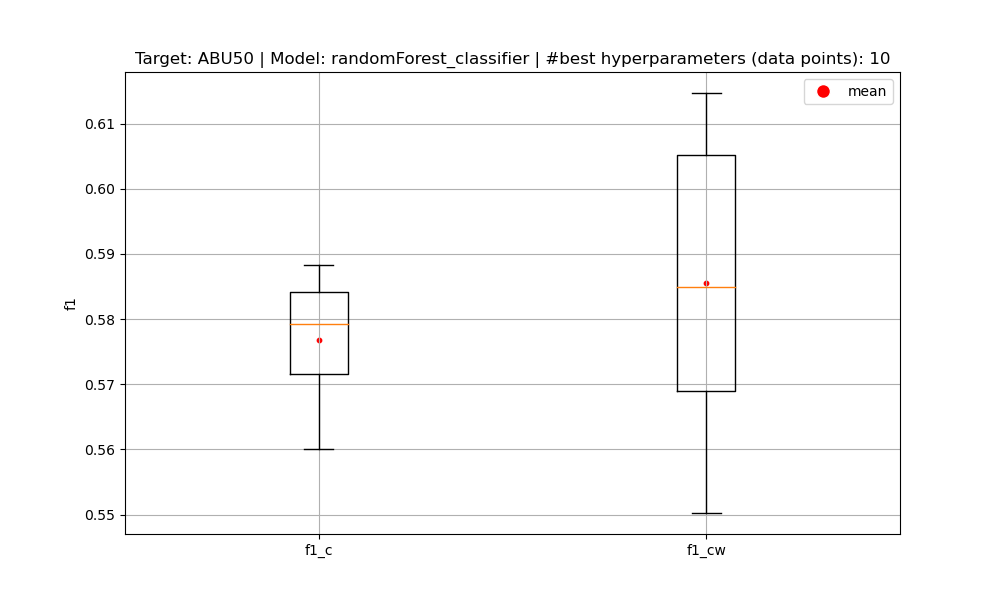 Target: ABU50 | Model: randomForest_classifier | #best hyperparameters (data points): 10
mean
0.61
0.60
0.59
0.58
0.57
0.56
0.55
f1
f1_c
f1_cw